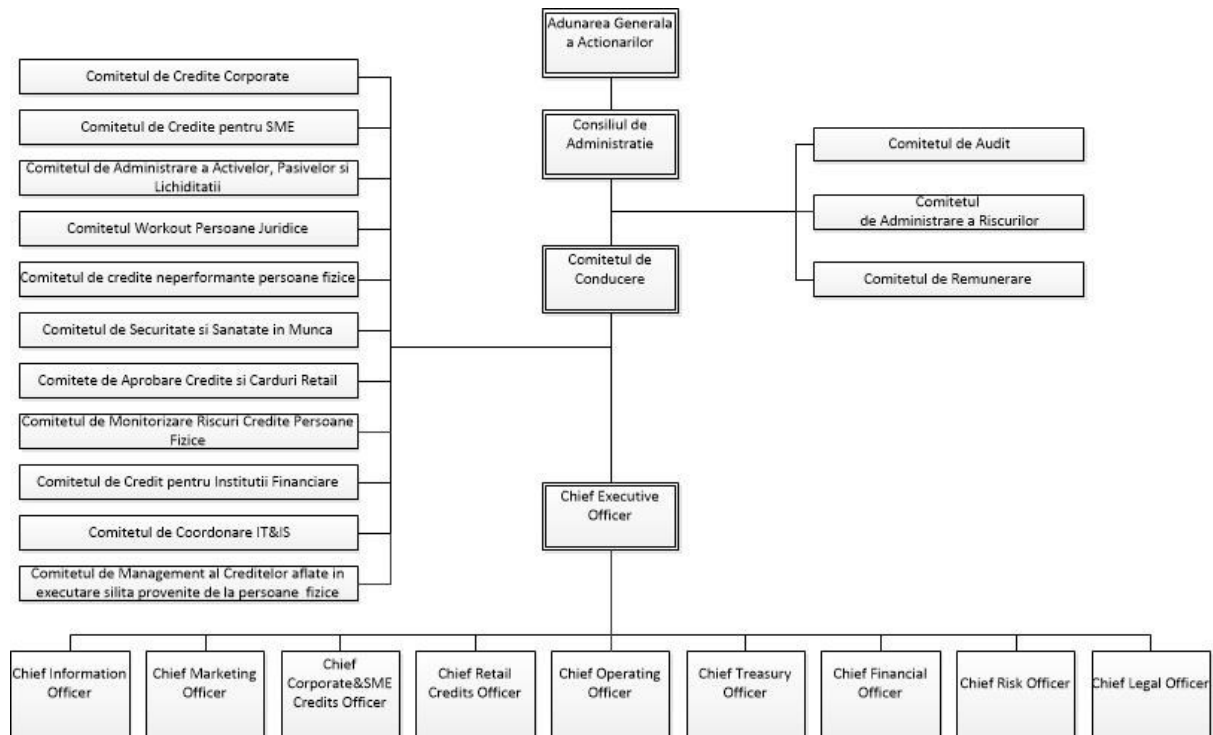 Adunarea Generala
a Actionarilor
Comitetul de Credite Corporate
Comitetul de Credite pentru SME
Comitetul de Administrare a Activelor, Pasivelor si
Lichiditatii
Comitetul Workout Persoane Juridice
Comitetul de credite neperformante persoane fizice
Comitetul de Securitate si Sanatate in Munca
Comitete de Aprobare Credite si Carduri Retail
Comitetul de Monitorizare Riscuri Credite Persoane
Fizice
Comitetul de Credit pentru Institutii Financiare
Comitetul de Coordonare IT&IS
Comitetul de Management al Creditelor aflate in
executare silita provenite de la persoane fizice
Consiliul de
Administratie
Comitetul de Audit
Comitetul
de Administrare a Riscurilor
Comitetul de Remunerare
Comitetul de
Conducere
Chief Executive
Officer
Chief Information
Officer
Chief Marketing
Officer
Chief
Corporate&SME
Credits Officer
Chief Retail
Credits Officer
Chief Operating
Officer
Chief Treasury
Officer
Chief Financial
Officer
Chief Risk Officer
Chief Legal Officer